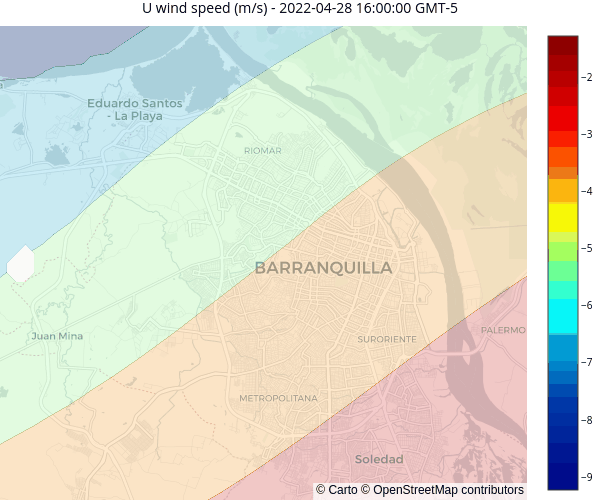 U wind speed (m/s) - 2022-04-28 16:00:00 GMT-5
Eduardo Santos
- La Playa
RIOMAR
BARRANQUILLA
Juan Mina
SURORIENTE
PALERMO
METROPOLITANA
Soledad
© Carto © OpenStreetMap contributors
−2
−3
−4
−5
−6
−7
−8
−9